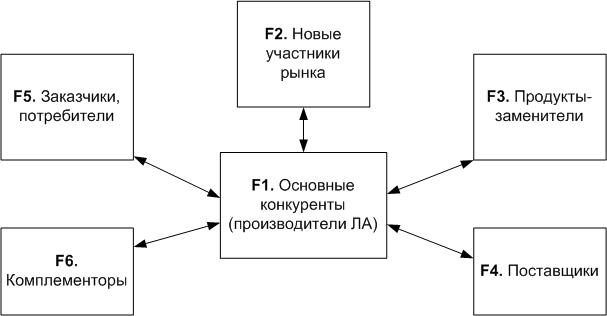 F2. Новые
участники
рынка
F5. Заказчики,
потребители
F3. Продукты-
заменители
F1. Основные
конкуренты
(производители ЛА)
F6.
Комплементоры
F4. Поставщики